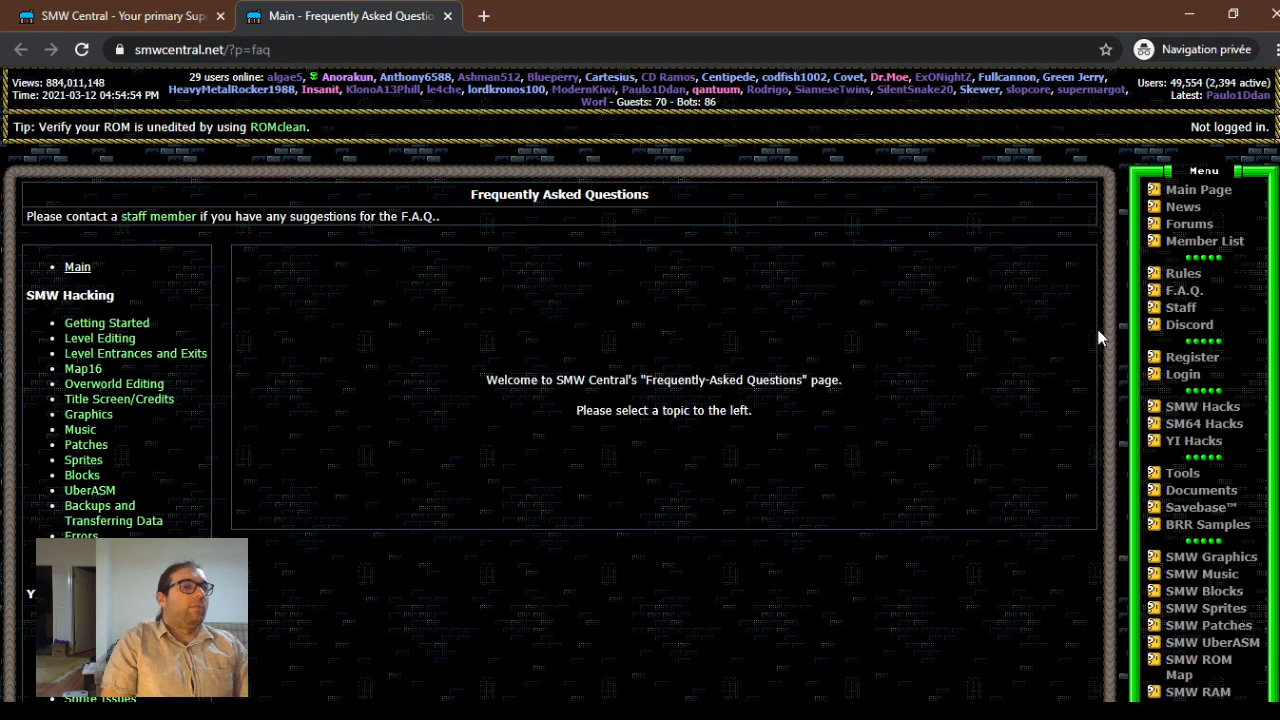 SMW Central - Your primary Sup
Main - Frequently Asked Questio
smwcentral.net/?p=faq
Navigation privée
Views: 884,011,148
Time: 2021-03-12 04:54:54 PM
29 users online: algae5, Anorakun, Anthony6588, Ashman512, Blueperry, Cartesius, CD Ramos, Centipede, codfish1002, Covet, Dr.Moe, ExONightZ, Fullcannon, Green Jerry,
HeavyMetalRocker1988, Insanit, KlonoA13Phill, le4che, lordkronos100, ModernKiwi, Paulo1Ddan, qantuum, Rodrigo, SiameseTwins, SilentSnake20, Skewer, slopcore, supermargot,
Worl - Guests: 70 - Bots: 86
Users: 49,554 (2,394 active)
Latest: Paulo1Ddan
Tip: Verify your ROM is unedited by using ROMclean.
Not logged in.
Frequently Asked Questions
Please contact a staff member if you have any suggestions for the F.A.Q..
Main
SMW Hacking
Getting Started
Level Editing
Level Entrances and Exits
Map16
Overworld Editing
Title Screen/Credits
Graphics
Music
Patches
Sprites
Blocks
UberASM
Backups and
Transferring Data
Errors
Y
Sprite Issues
Welcome to SMW Central's "Frequently-Asked Questions" page.
Please select a topic to the left.
Menu
Main Page
News
Forums
Member List
Rules
F.A.Q.
Staff
Discord
Register
Login
SMW Hacks
SM64 Hacks
YI Hacks
Tools
Documents
Savebase™
BRR Samples
SMW Graphics
SMW Music
SMW Blocks
SMW Sprites
SMW Patches
SMW UberASM
SMW ROM
Map
SMW RAM